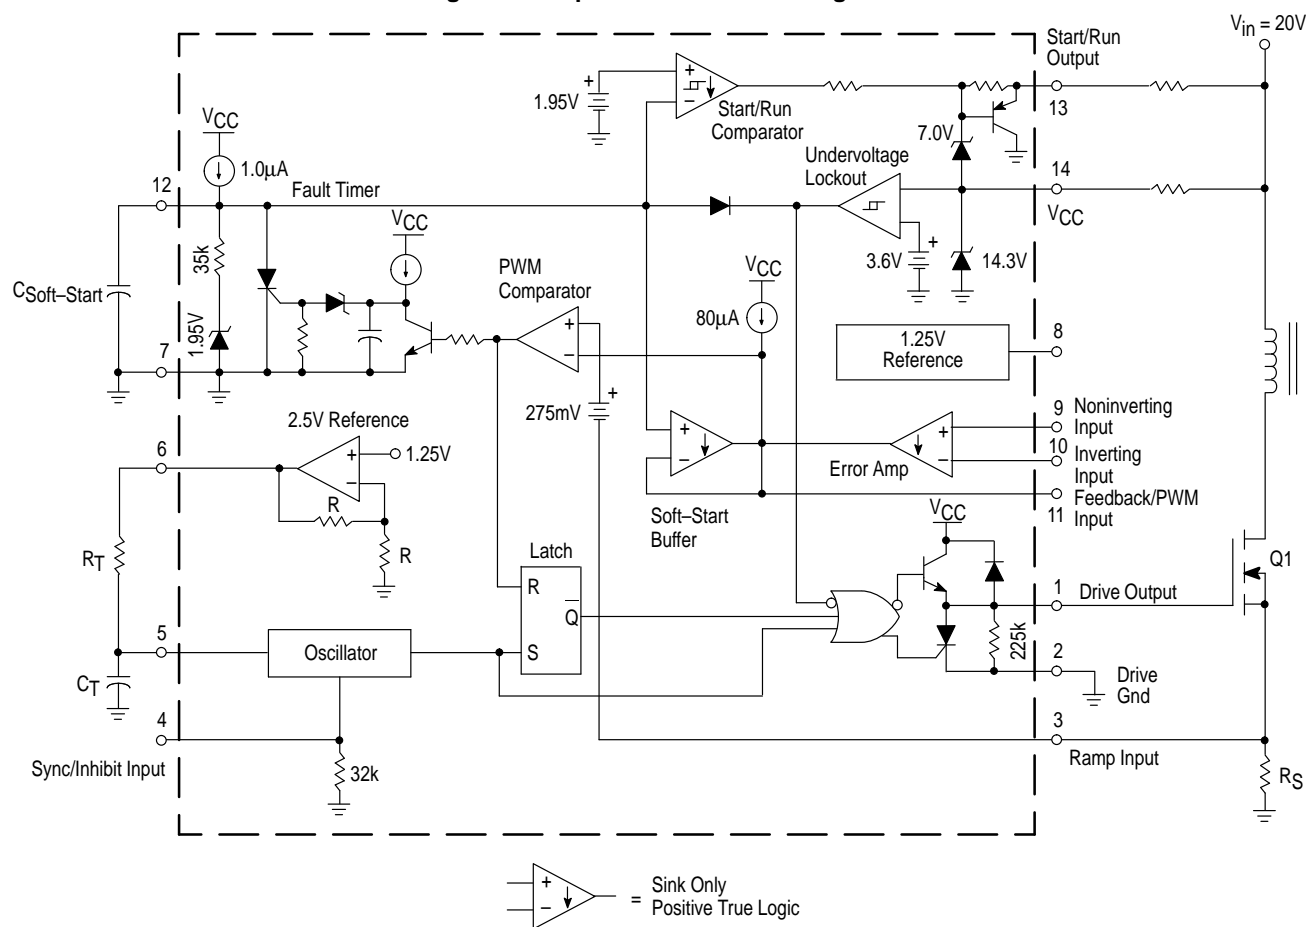 Vin = 20V
Start/Run
Output
13
+
1.95V
+
−
Start/Run
Comparator
7.0V
Undervoltage
Lockout
14
VCC
VCC
1.0µA
12
Fault Timer
VCC
35k
CSoft–Start
1.95V
7
PWM
Comparator
+
−
VCC
80µA
+
3.6V
14.3V
1.25V
Reference
8
+
275mV
2.5V Reference
6
+
−
1.25V
R
R
+
−
Soft–Start
Buffer
+
−
Error Amp
9
Noninverting
Input
10
Inverting
Input
Feedback/PWM
11
Input
VCC
RT
Latch
R
Q
S
1
Drive Output
Q1
225k
2
Drive
Gnd
5
Oscillator
CT
4
Sync/Inhibit Input
32k
3
Ramp Input
RS
+
−
=
Sink Only
Positive True Logic